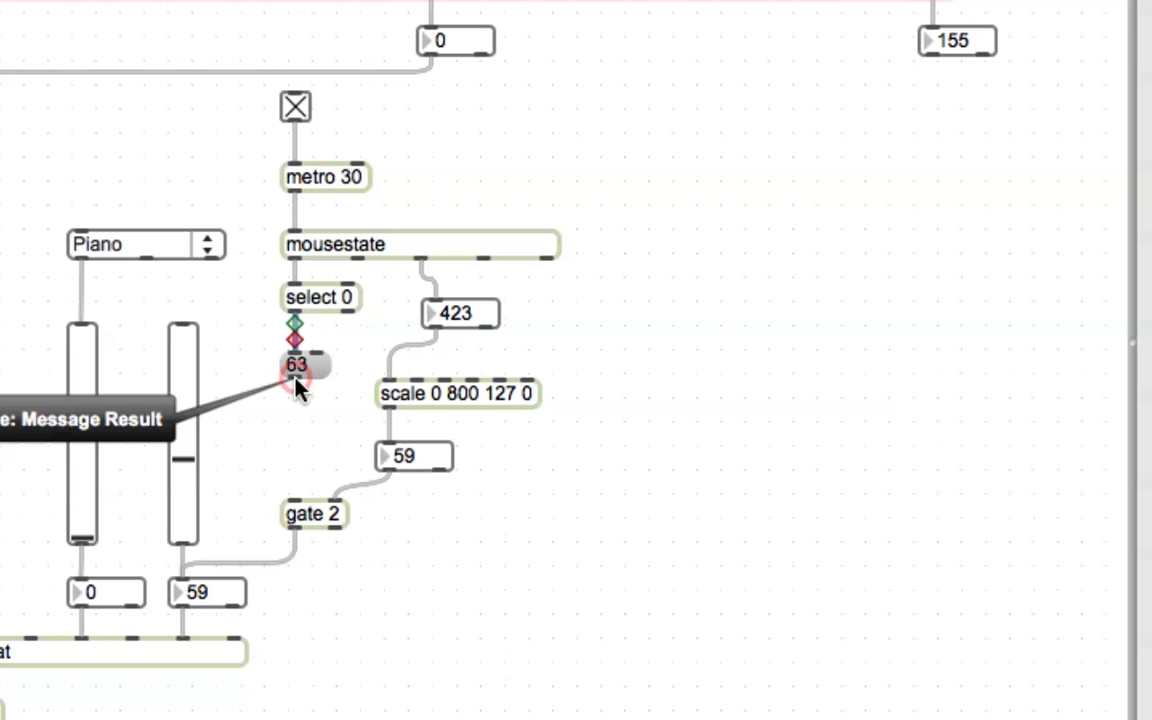 0
155
metro 30
Piano
mousestate
select 0
423
63
scale 0 800 127 0
e: Message Result
59
gate 2
0
59
at